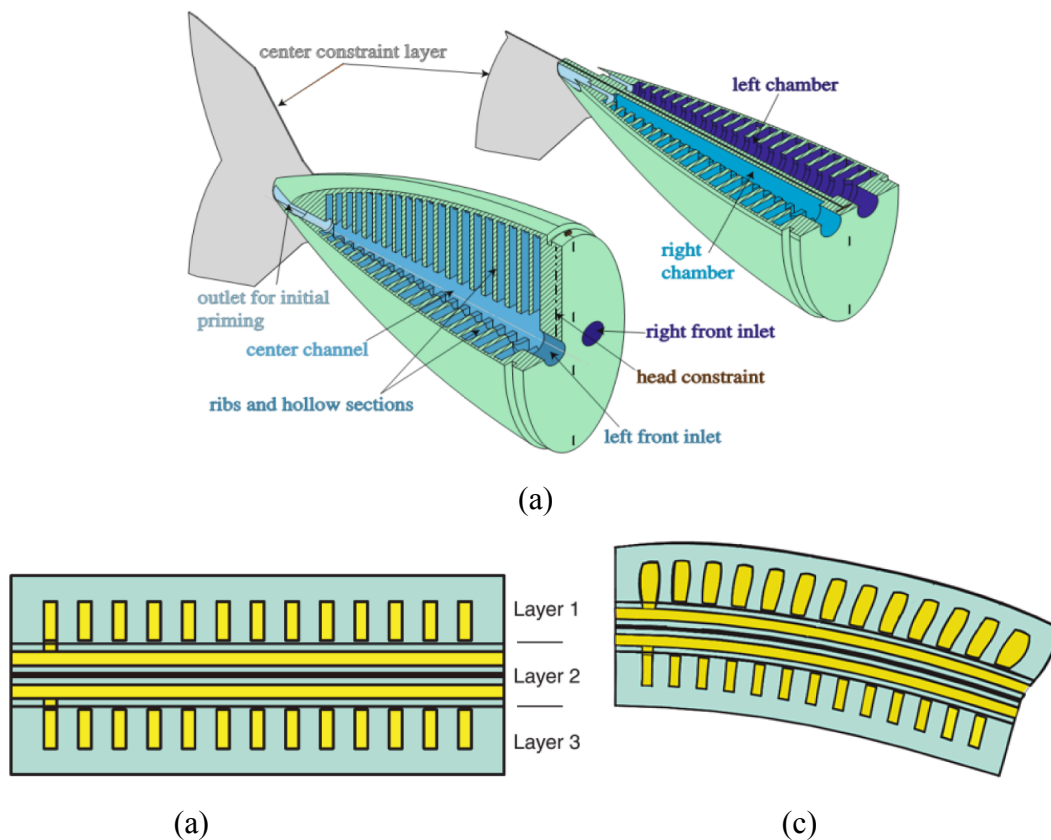 center constraint layer
left chamber
right
chamber
outlet for initial
priming
center channel
right front inlet
head constraint
ribs and hollow sections
left front inlet
(a)
Layer 1
Layer 2
Layer 3
(a)
(c)